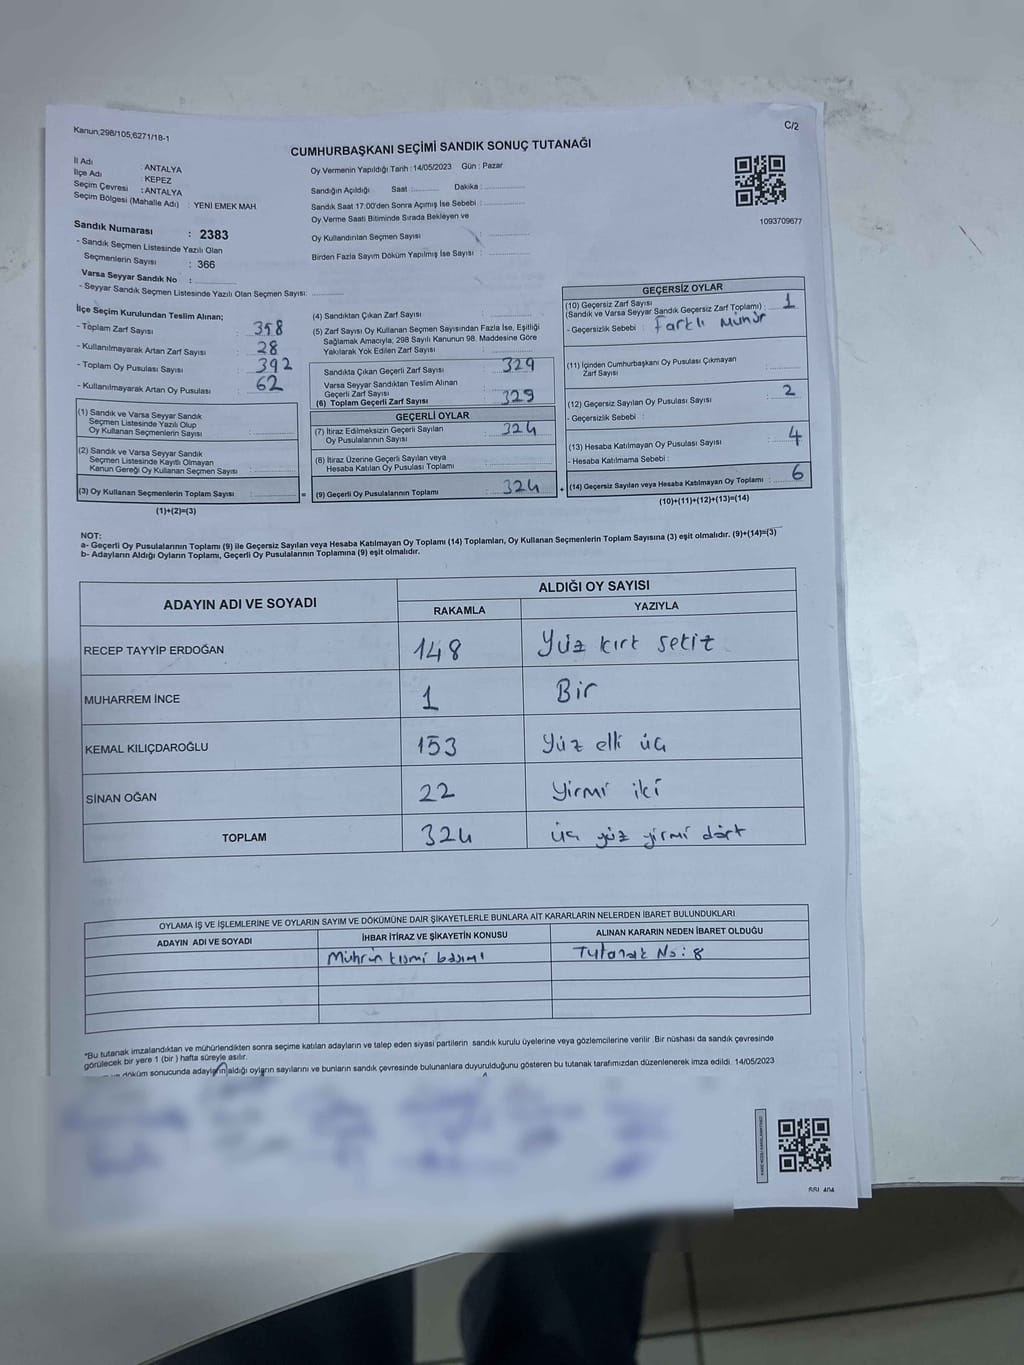 Kanun;298/105;6271/18-1
C/2
CUMHURBAŞKANI SEÇİMİ SANDIK SONUÇ TUTANAĞI
İl Adı : ANTALYA
İlçe Adı : KEPEZ
Seçim Çevresi : ANTALYA
Seçim Bölgesi (Mahalle Adı) : YENİ EMEK MAH
Sandık Numarası : 2383
- Sandık Seçmen Listesinde Yazılı Olan
Seçmenlerin Sayısı : 366
Varsa Seyyar Sandık No :
- Seyyar Sandık Seçmen Listesinde Yazılı Olan Seçmen Sayısı:
Oy Vermenin Yapıldığı Tarih : 14/05/2023 Gün : Pazar
Sandığın Açıldığı Saat : Dakika :
Sandık Saat 17:00'den Sonra Açımış İse Sebebi :
Oy Verme Saati Bitiminde Sırada Bekleyen ve
Oy Kullandırılan Seçmen Sayısı :
Birden Fazla Sayım Döküm Yapılmış İse Sayısı :
1093709677
İlçe Seçim Kurulundan Teslim Alınan;
- Toplam Zarf Sayısı : 358
- Kullanılmayarak Artan Zarf Sayısı : 28
- Toplam Oy Pusulası Sayısı : 392
- Kullanılmayarak Artan Oy Pusulası : 62
(1) Sandık ve Varsa Seyyar Sandık
Seçmen Listesinde Yazılı Olup
Oy Kullanan Seçmenlerin Sayısı :
(2) Sandık ve Varsa Seyyar Sandık
Seçmen Listesinde Kayıtlı Olmayan
Kanun Gereği Oy Kullanan Seçmen Sayısı :
(3) Oy Kullanan Seçmenlerin Toplam Sayısı : =
(1)+(2)=(3)
(4) Sandıktan Çıkan Zarf Sayısı :
(5) Zarf Sayısı Oy Kullanan Seçmen Sayısından Fazla İse, Eşitliği
Sağlamak Amacıyla; 298 Sayılı Kanunun 98. Maddesine Göre
Yakılarak Yok Edilen Zarf Sayısı :
Sandıkta Çıkan Geçerli Zarf Sayısı : 329
Varsa Seyyar Sandıktan Teslim Alınan
Geçerli Zarf Sayısı :
(6) Toplam Geçerli Zarf Sayısı : 329
GEÇERLİ OYLAR
(7) İtiraz Edilmeksizin Geçerli Sayılan
Oy Pusulalarının Sayısı : 324
(8) İtiraz Üzerine Geçerli Sayılan veya
Hesaba Katılan Oy Pusulası Toplamı :
(9) Geçerli Oy Pusulalarının Toplamı : 324 +
GEÇERSİZ OYLAR
(10) Geçersiz Zarf Sayısı
(Sandık ve Varsa Seyyar Sandık Geçersiz Zarf Toplamı) : 1
- Geçersizlik Sebebi : Farklı Mühür
(11) İçinden Cumhurbaşkanı Oy Pusulası Çıkmayan
Zarf Sayısı :
(12) Geçersiz Sayılan Oy Pusulası Sayısı : 2
- Geçersizlik Sebebi :
(13) Hesaba Katılmayan Oy Pusulası Sayısı : 4
- Hesaba Katılmama Sebebi :
(14) Geçersiz Sayılan veya Hesaba Katılmayan Oy Toplamı : 6
(10)+(11)+(12)+(13)=(14)
NOT:
a- Geçerli Oy Pusulalarının Toplamı (9) ile Geçersiz Sayılan veya Hesaba Katılmayan Oy Toplamı (14) Toplamları, Oy Kullanan Seçmenlerin Toplam Sayısına (3) eşit olmalıdır. (9)+(14)=(3)
b- Adayların Aldığı Oyların Toplamı, Geçerli Oy Pusulalarının Toplamına (9) eşit olmalıdır.
ADAYIN ADI VE SOYADI
ALDIĞI OY SAYISI
RAKAMLA YAZIYLA
RECEP TAYYİP ERDOĞAN 148 Yüz kırk sekiz
MUHARREM İNCE 1 Bir
KEMAL KILIÇDAROĞLU 153 Yüz elli üç
SİNAN OĞAN 22 Yirmi iki
TOPLAM 324 üç yüz yirmi dört
OYLAMA İŞ VE İŞLEMLERİNE VE OYLARIN SAYIM VE DÖKÜMÜNE DAİR ŞİKAYETLERLE BUNLARA AİT KARARLARIN NELERDEN İBARET BULUNDUKLARI
ADAYIN ADI VE SOYADI İHBAR İTİRAZ VE ŞİKAYETİN KONUSU ALINAN KARARIN NEDEN İBARET OLDUĞU
Mührün kısmi basımı Tutanak No: 8
*Bu tutanak imzalandıktan ve mühürlendikten sonra seçime katılan adayların ve talep eden siyasi partilerin sandık kurulu üyelerine veya gözlemcilerine verilir. Bir nüshası da sandık çevresinde
görülecek bir yere 1 (bir ) hafta süreyle asılır.
döküm sonucunda adayların aldığı oyların sayılarını ve bunların sandık çevresinde bulunanlara duyurulduğunu gösteren bu tutanak tarafımızdan düzenlenerek imza edildi. 14/05/2023